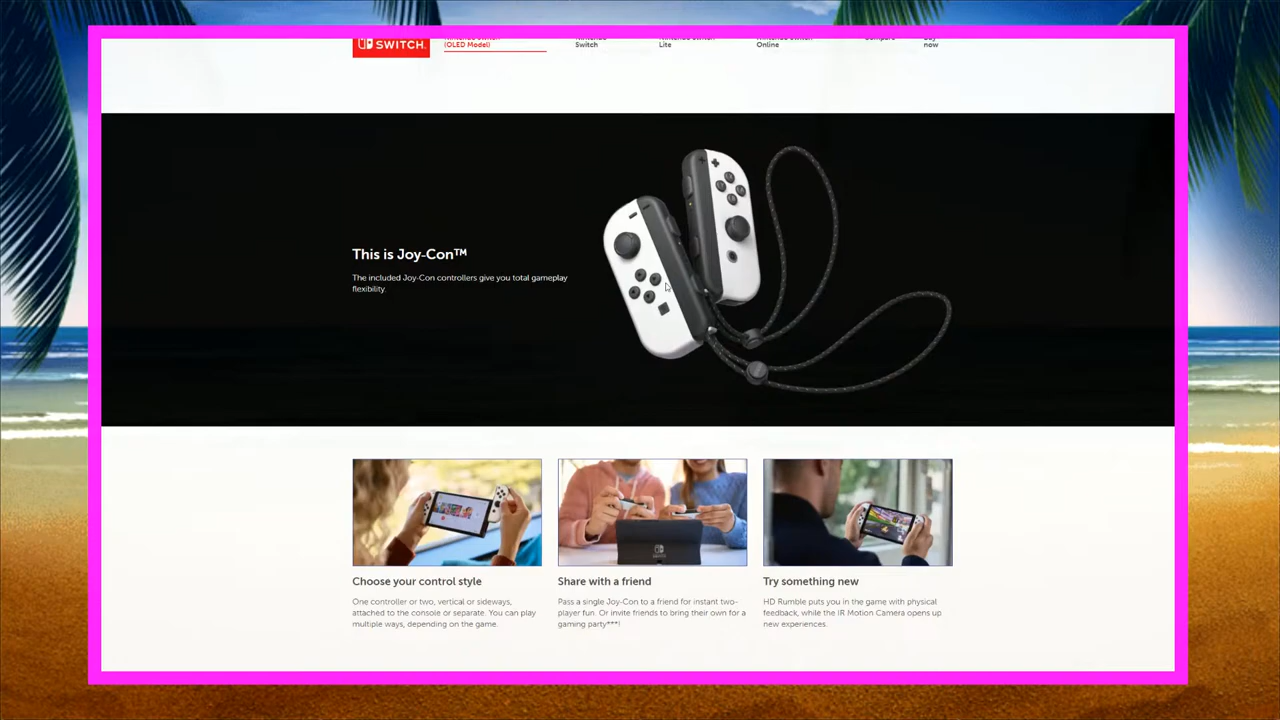 SWITCH.
(OLED Model)
Switch
Lite
Online
now
This is Joy-Con™
The included Joy-Con controllers give you total gameplay
flexibility.
Choose your control style
One controller or two, vertical or sideways,
attached to the console or separate. You can play
multiple ways, depending on the game.
Share with a friend
Pass a single Joy-Con to a friend for instant two-
player fun. Or invite friends to bring their own for a
gaming party***!
Try something new
HD Rumble puts you in the game with physical
feedback, while the IR Motion Camera opens up
new experiences.